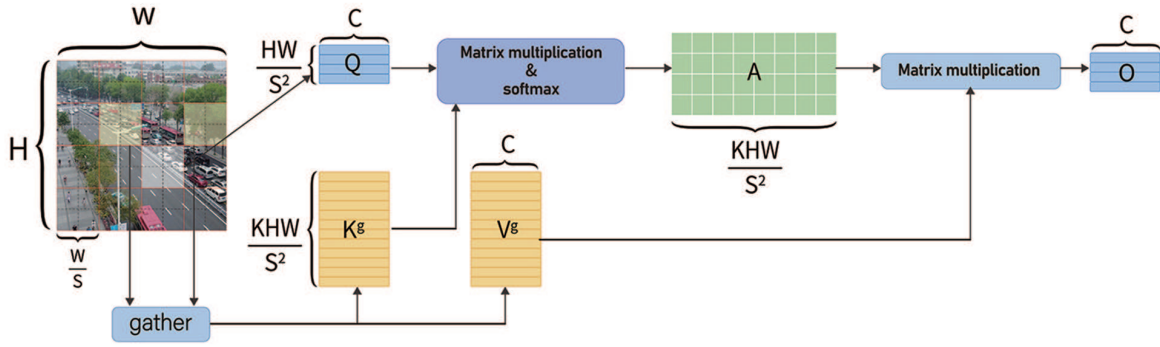 W
C
HW
S²
Q
Matrix multiplication
&
softmax
A
Matrix multiplication
C
O
H
KHW
S²
C
KHW
S²
Kᵍ
Vᵍ
W
S
gather